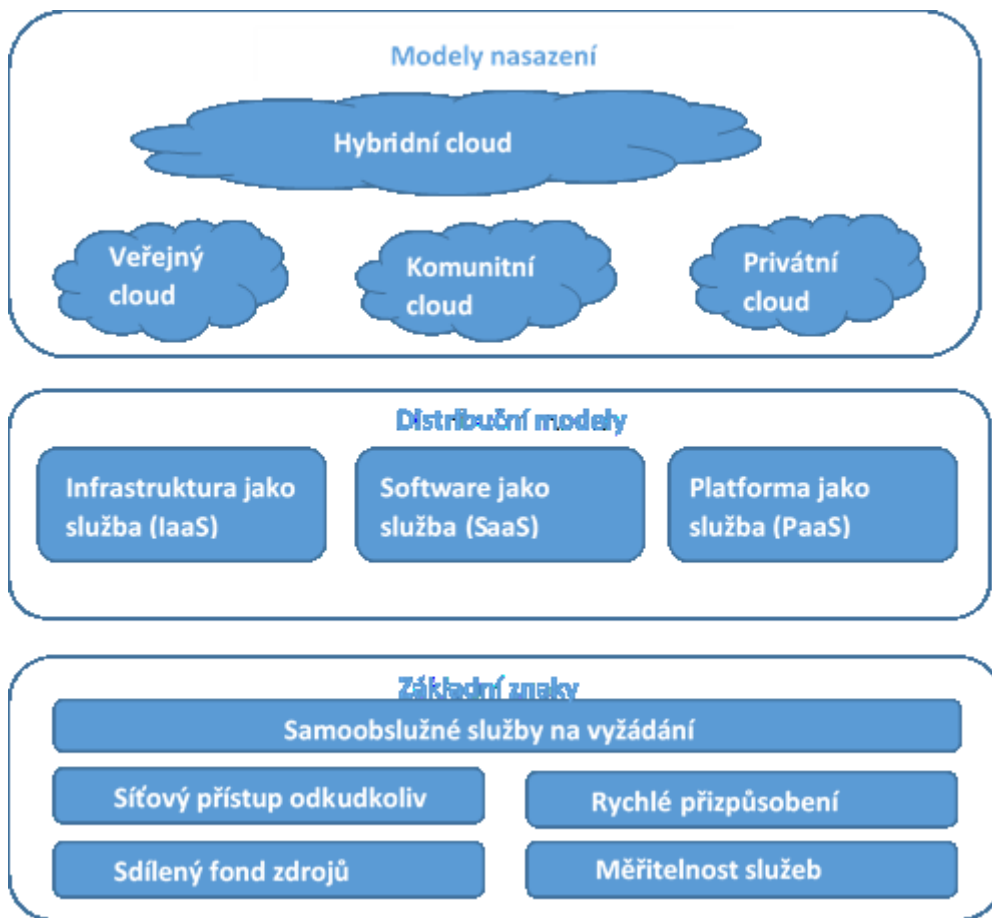 Modely nasazení
Hybridní cloud
Veřejný
cloud
Komunitní
cloud
Privátní
cloud
Distribuční modely
Infrastruktura jako
služba (IaaS)
Software jako
služba (SaaS)
Platforma jako
služba (PaaS)
Základní znaky
Samoobslužné služby na vyžádání
Síťový přístup odkudkoliv
Rychlé přizpůsobení
Sdílený fond zdrojů
Měřitelnost služeb